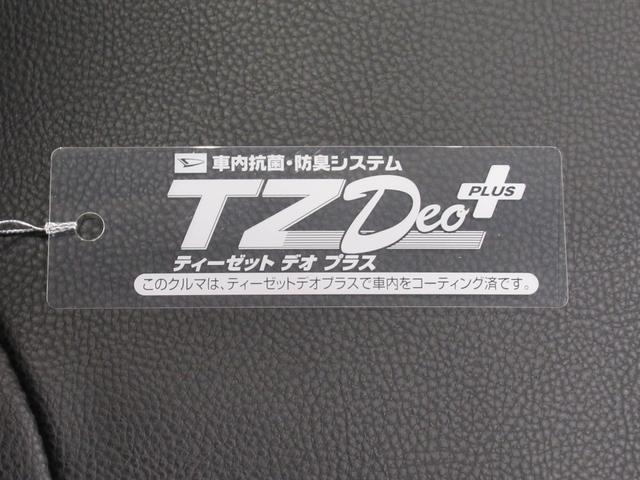 車内抗菌・防臭システム
TZ Deo PLUS
ティーゼット デオ プラス
このクルマは、ティーゼットデオプラスで車内をコーティング済です。